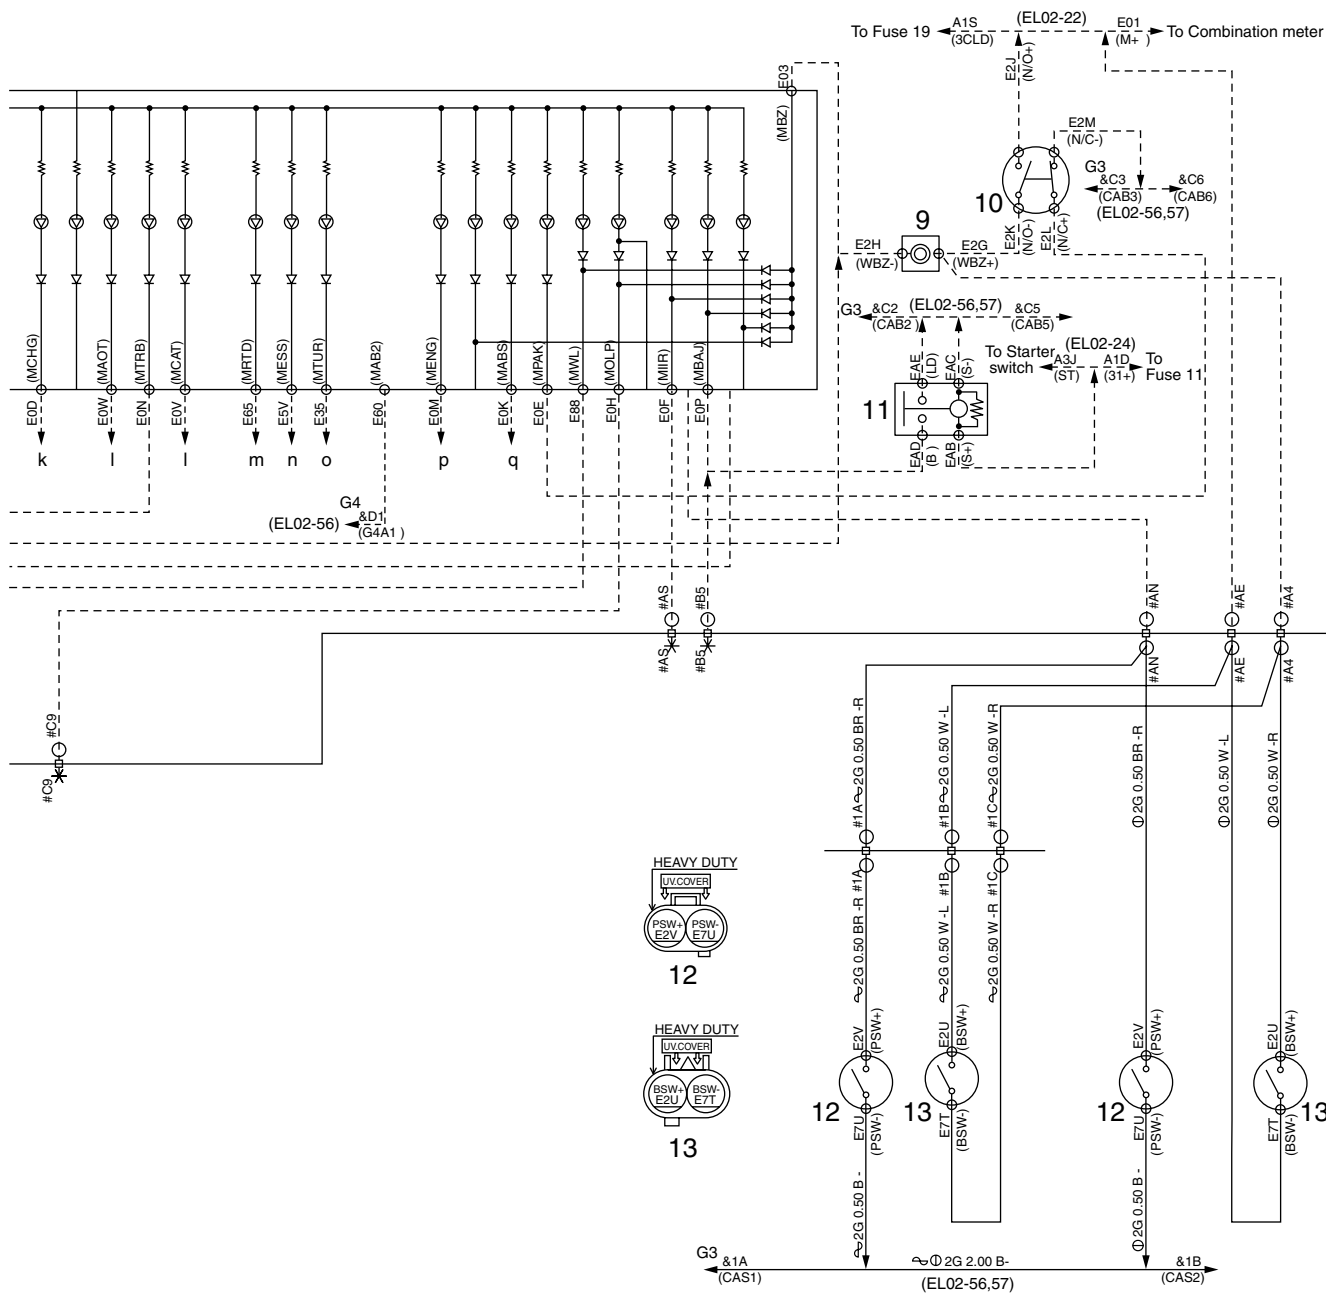 To Fuse 19
A1S
(3CLD)
(EL02-22)
E01
(M+ )
To Combination meter
E2J
(N/O+)
E03
(MBZ)
E2M
(N/C-)
G3
&C3
(CAB3)
&C6
(CAB6)
(EL02-56,57)
10
E2K
(N/O-)
E2L
(N/C+)
9
E2H
(WBZ-)
E2G
(WBZ+)
G3
&C2
(CAB2 )
(EL02-56,57)
&C5
(CAB5)
EAE
(LD)
EAC
(S-)
To Starter
switch
A3J
(ST)
(EL02-24)
A1D
(31+)
To
Fuse 11
11
EAD
(B )
EAB
(S+)
(MCHG)
(MAOT)
(MTRB)
(MCAT)
(MRTD)
(MESS)
(MTUR)
(MAB2)
(MENG)
(MABS)
(MPAK)
(MWL)
(MOLP)
(MIIR)
(MBAJ)
E0D
E0W
E0N
E0V
E65
E5V
E35
E60
E0M
E0K
E0E
E88
E0H
E0F
E0P
k
l
l
m
n
o
p
q
G4
(EL02-56)
&D1
(G4A1 )
#AS
#B5
#AN
#AE
#A4
#AS
#B5
#AN
#AE
#A4
#C9
#C9
#1A 2G 0.50 BR -R
#1B 2G 0.50 W -L
#1C 2G 0.50 W -R
2G 0.50 BR -R
2G 0.50 W -L
2G 0.50 W -R
2G 0.50 BR -R #1A
2G 0.50 W -L #1B
2G 0.50 W -R #1C
HEAVY DUTY
UV.COVER
PSW+
E2V
PSW-
E7U
12
HEAVY DUTY
UV.COVER
BSW+
E2U
BSW-
E7T
13
E2V
(PSW+)
E2U
(BSW+)
E2V
(PSW+)
E2U
(BSW+)
12
13
12
13
E7U
(PSW-)
E7T
(BSW-)
E7U
(PSW-)
E7T
(BSW-)
2G 0.50 B -
2G 0.50 B -
G3
&1A
(CAS1)
2G 2.00 B-
(EL02-56,57)
&1B
(CAS2)